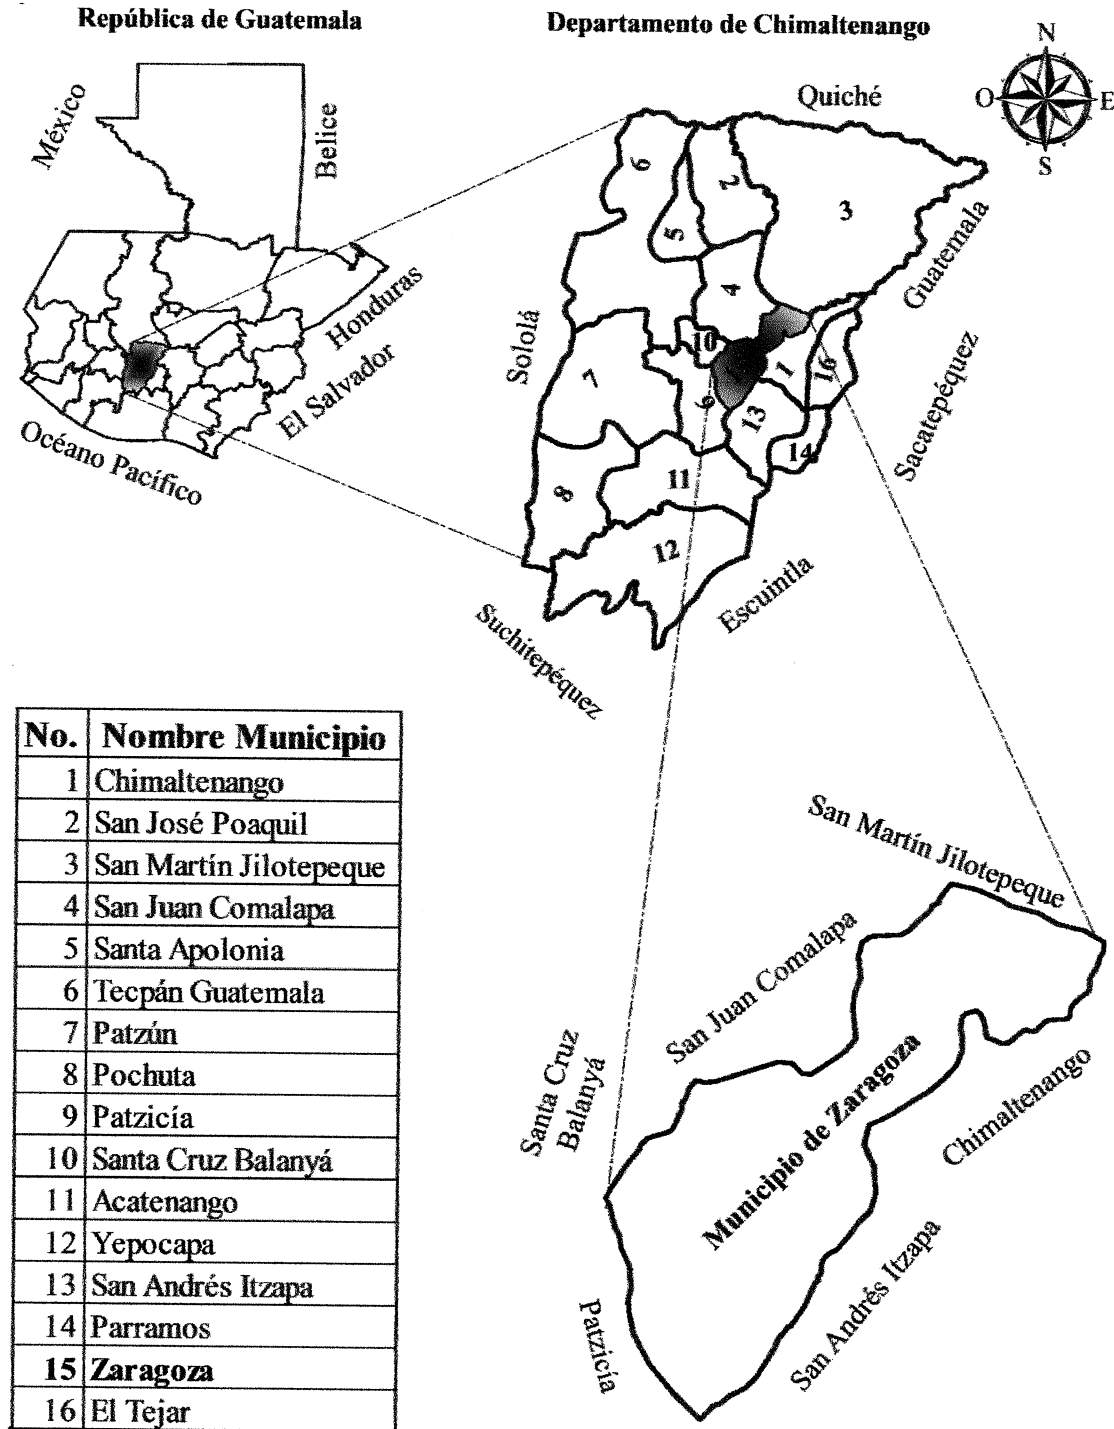 República de Guatemala
Departamento de Chimaltenango
México
Belice
Honduras
El Salvador
Océano Pacífico
N
O
E
S
Quiché
Guatemala
Sololá
Sacatepéquez
Escuintla
Suchitepéquez
6
2
3
5
4
10
7
1
16
9
13
14
8
11
12
No. Nombre Municipio
1 Chimaltenango
2 San José Poaquil
3 San Martín Jilotepeque
4 San Juan Comalapa
5 Santa Apolonia
6 Tecpán Guatemala
7 Patzún
8 Pochuta
9 Patzicía
10 Santa Cruz Balanyá
11 Acatenango
12 Yepocapa
13 San Andrés Itzapa
14 Parramos
15 Zaragoza
16 El Tejar
San Martín Jilotepeque
San Juan Comalapa
Santa Cruz
Balanyá
Municipio de Zaragoza
Chimaltenango
San Andrés Itzapa
Patzicía